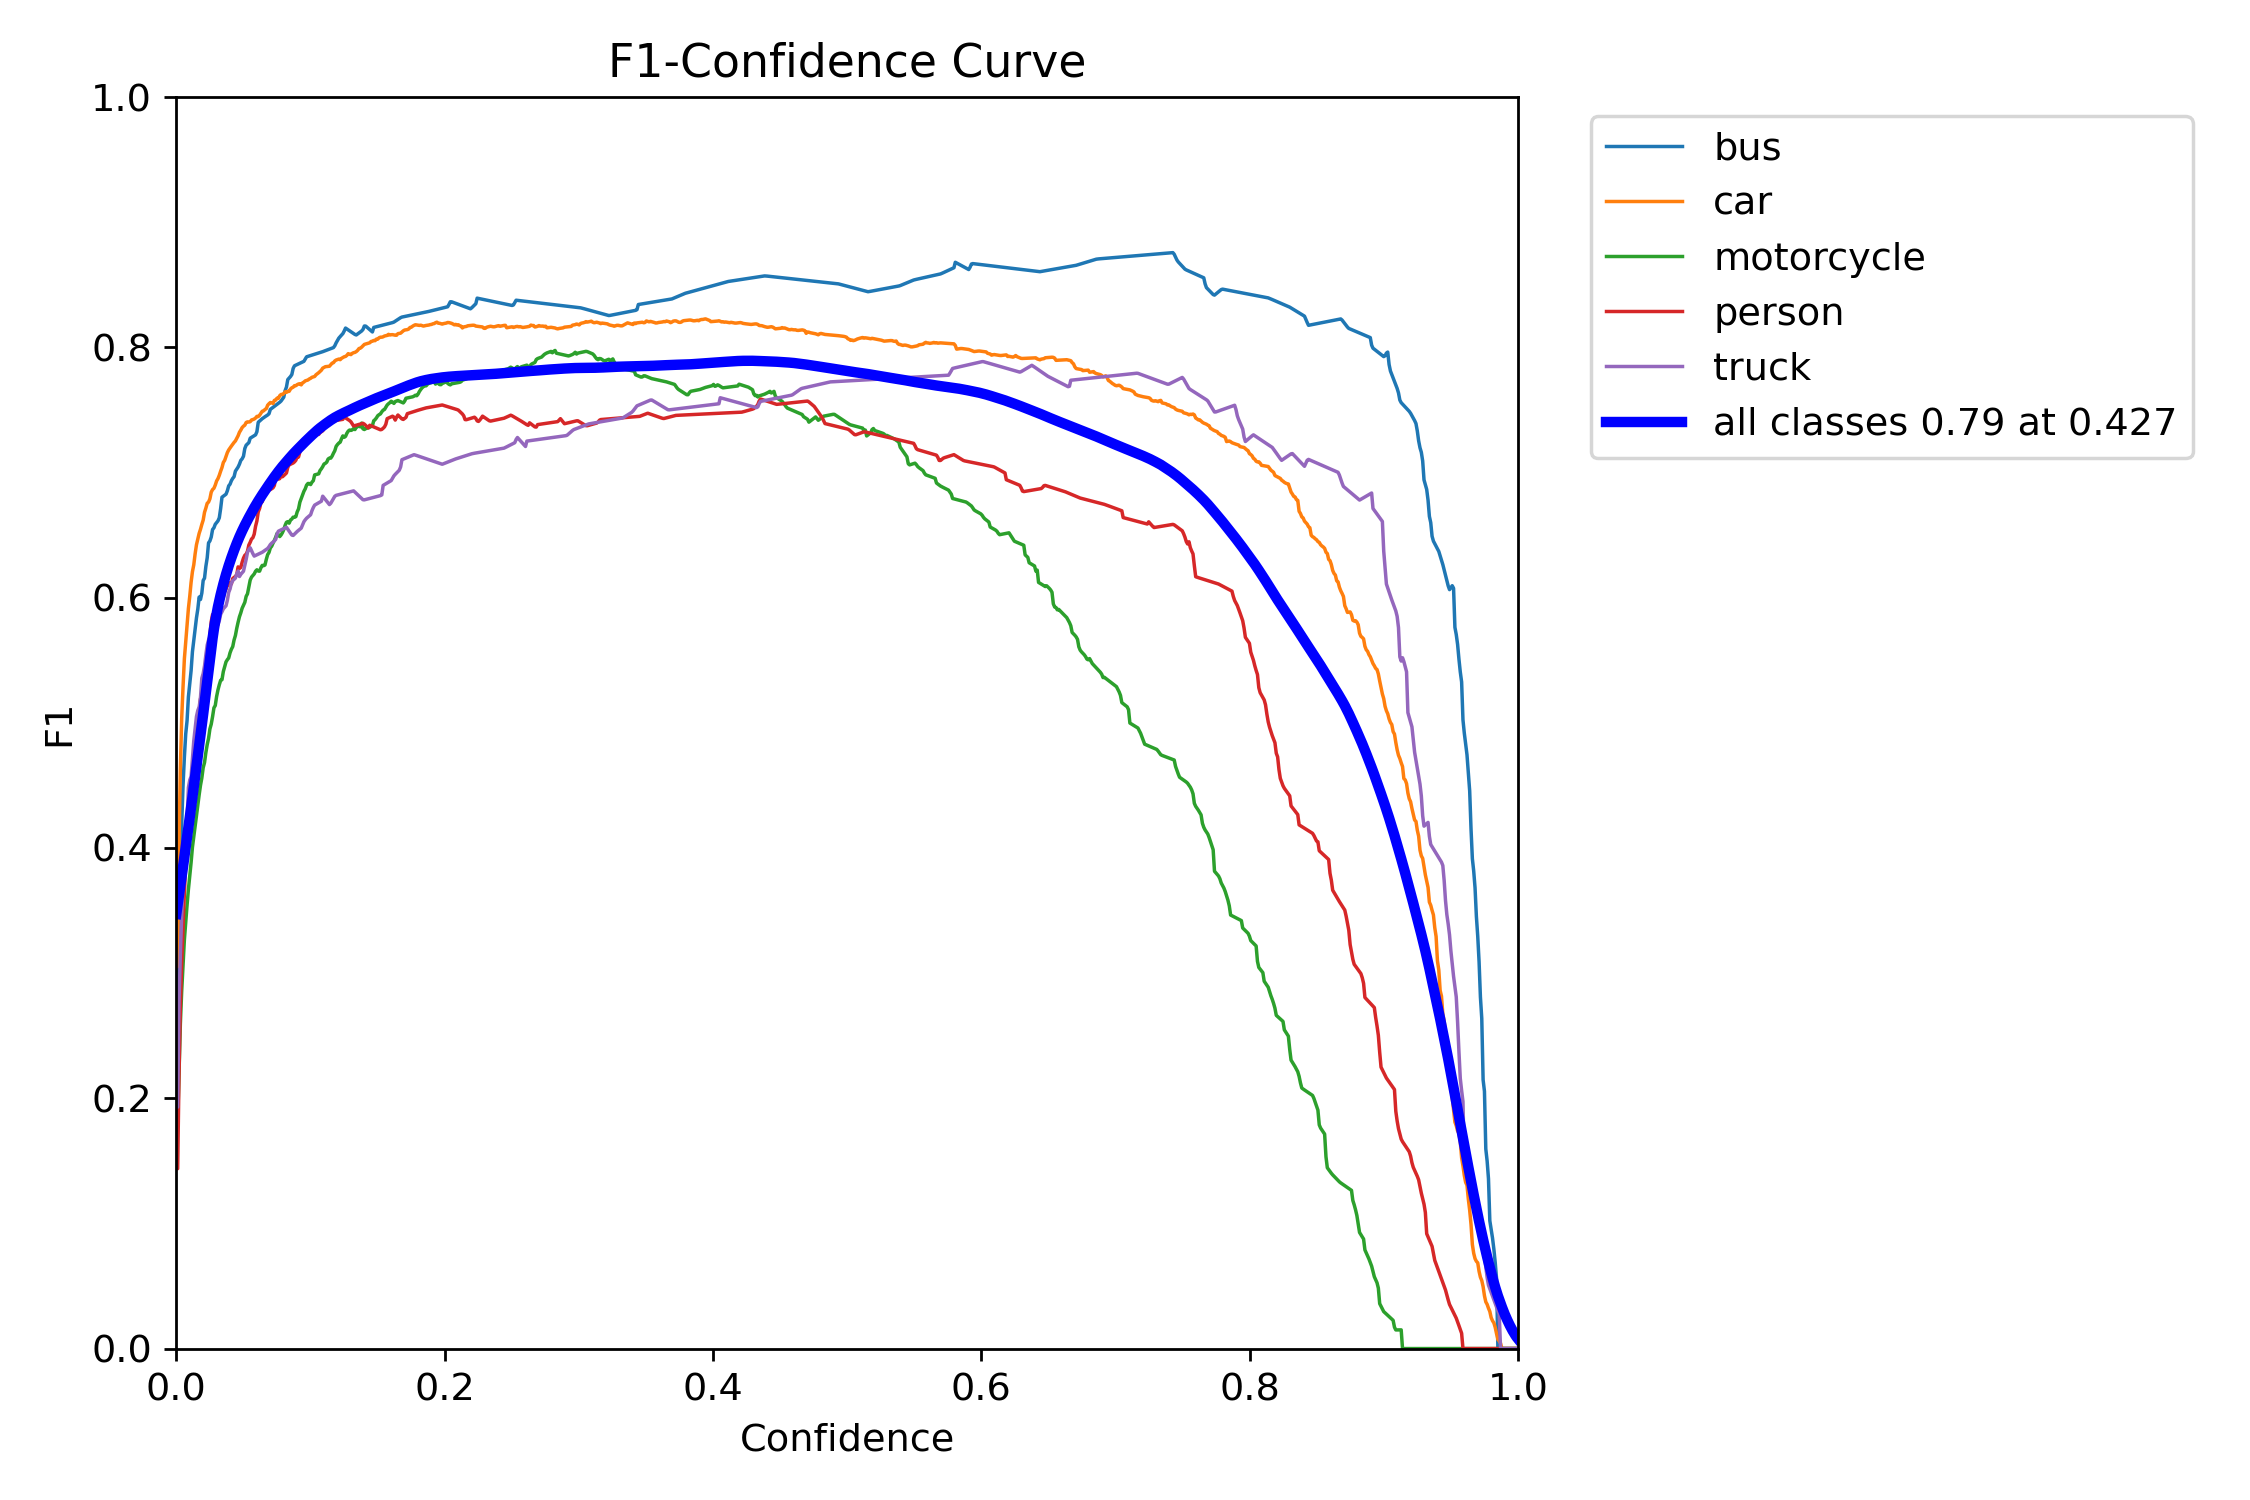 F1-Confidence Curve
1.0
0.8
0.6
0.4
0.2
0.0
F1
0.0 0.2 0.4 0.6 0.8 1.0
Confidence
bus
car
motorcycle
person
truck
all classes 0.79 at 0.427